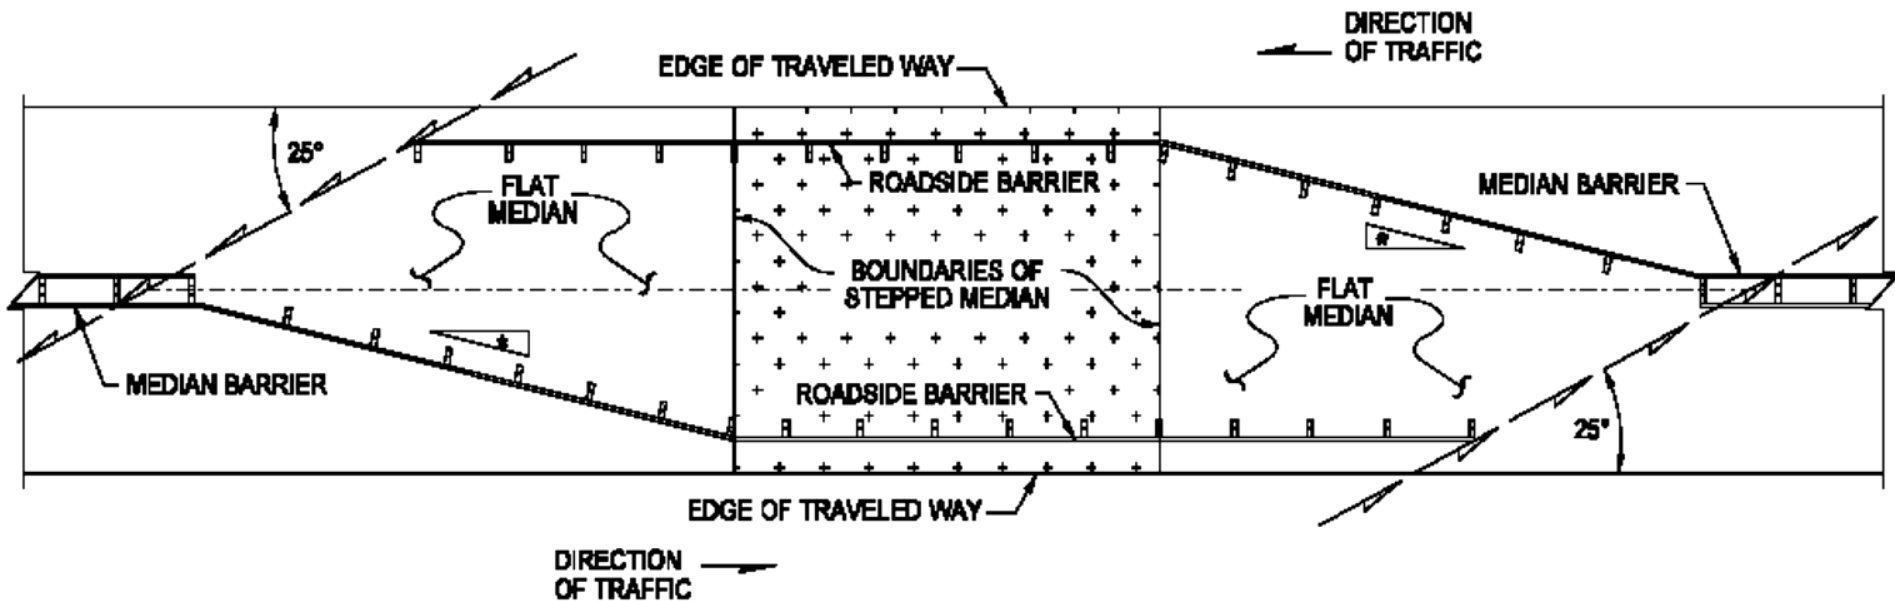 DIRECTION
OF TRAFFIC
EDGE OF TRAVELED WAY
25°
FLAT
MEDIAN
ROADSIDE BARRIER
MEDIAN BARRIER
*
BOUNDARIES OF
STEPPED MEDIAN
FLAT
MEDIAN
*
MEDIAN BARRIER
ROADSIDE BARRIER
25°
EDGE OF TRAVELED WAY
DIRECTION
OF TRAFFIC